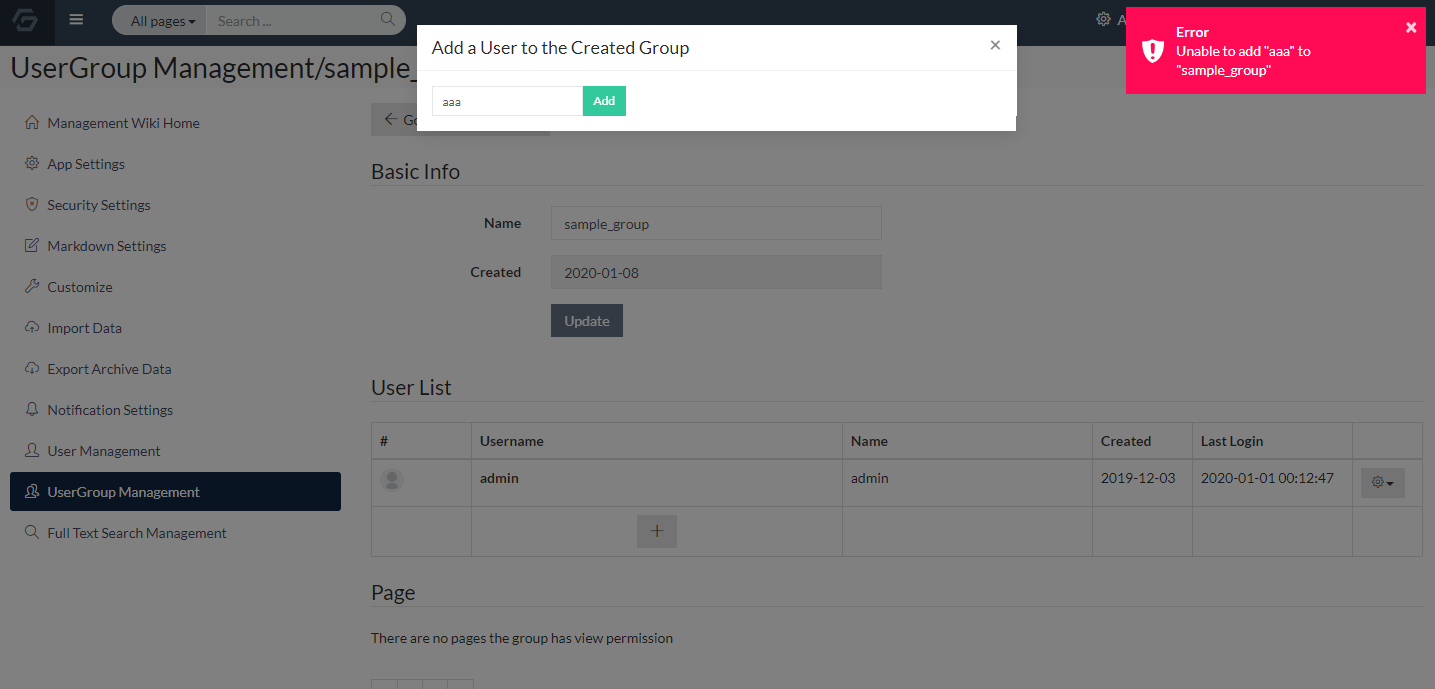 All pages
Search ...
Add a User to the Created Group
×
aaa
Add
Error
Unable to add "aaa" to
"sample_group"
×
UserGroup Management/sample_
Management Wiki Home
App Settings
Security Settings
Markdown Settings
Customize
Import Data
Export Archive Data
Notification Settings
User Management
UserGroup Management
Full Text Search Management
Basic Info
Name
sample_group
Created
2020-01-08
Update
User List
# Username Name Created Last Login
admin admin 2019-12-03 2020-01-01 00:12:47
Page
There are no pages the group has view permission